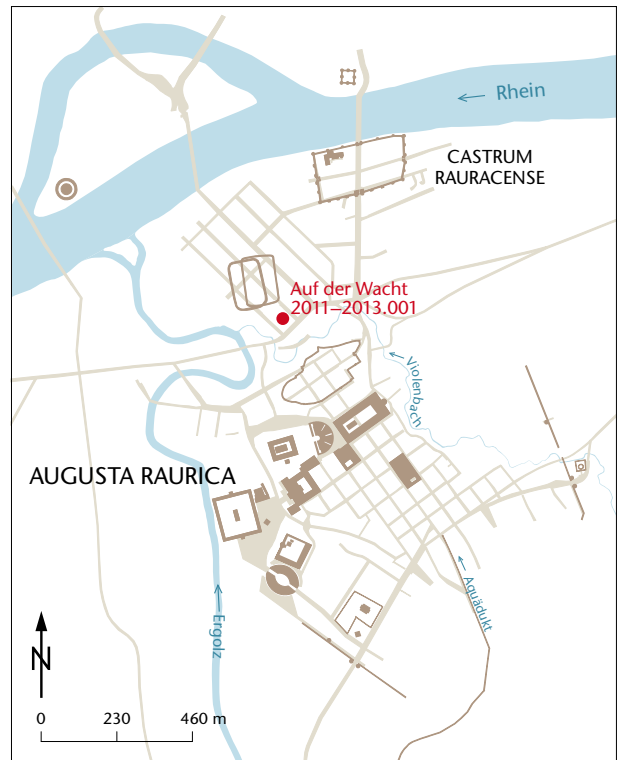 Rhein
CASTRUM
RAURACENSE
Auf der Wacht
2011–2013.001
Violenbach
AUGUSTA RAURICA
Aquädukt
Ergolz
N
0 230 460 m